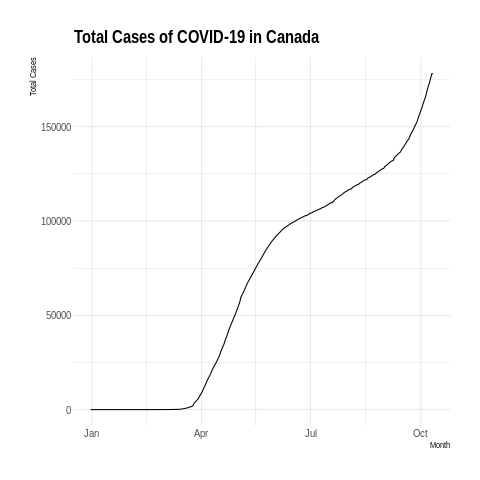 Total Cases of COVID-19 in Canada
Total Cases
150000
100000
50000
0
Jan Apr Jul Oct
Month